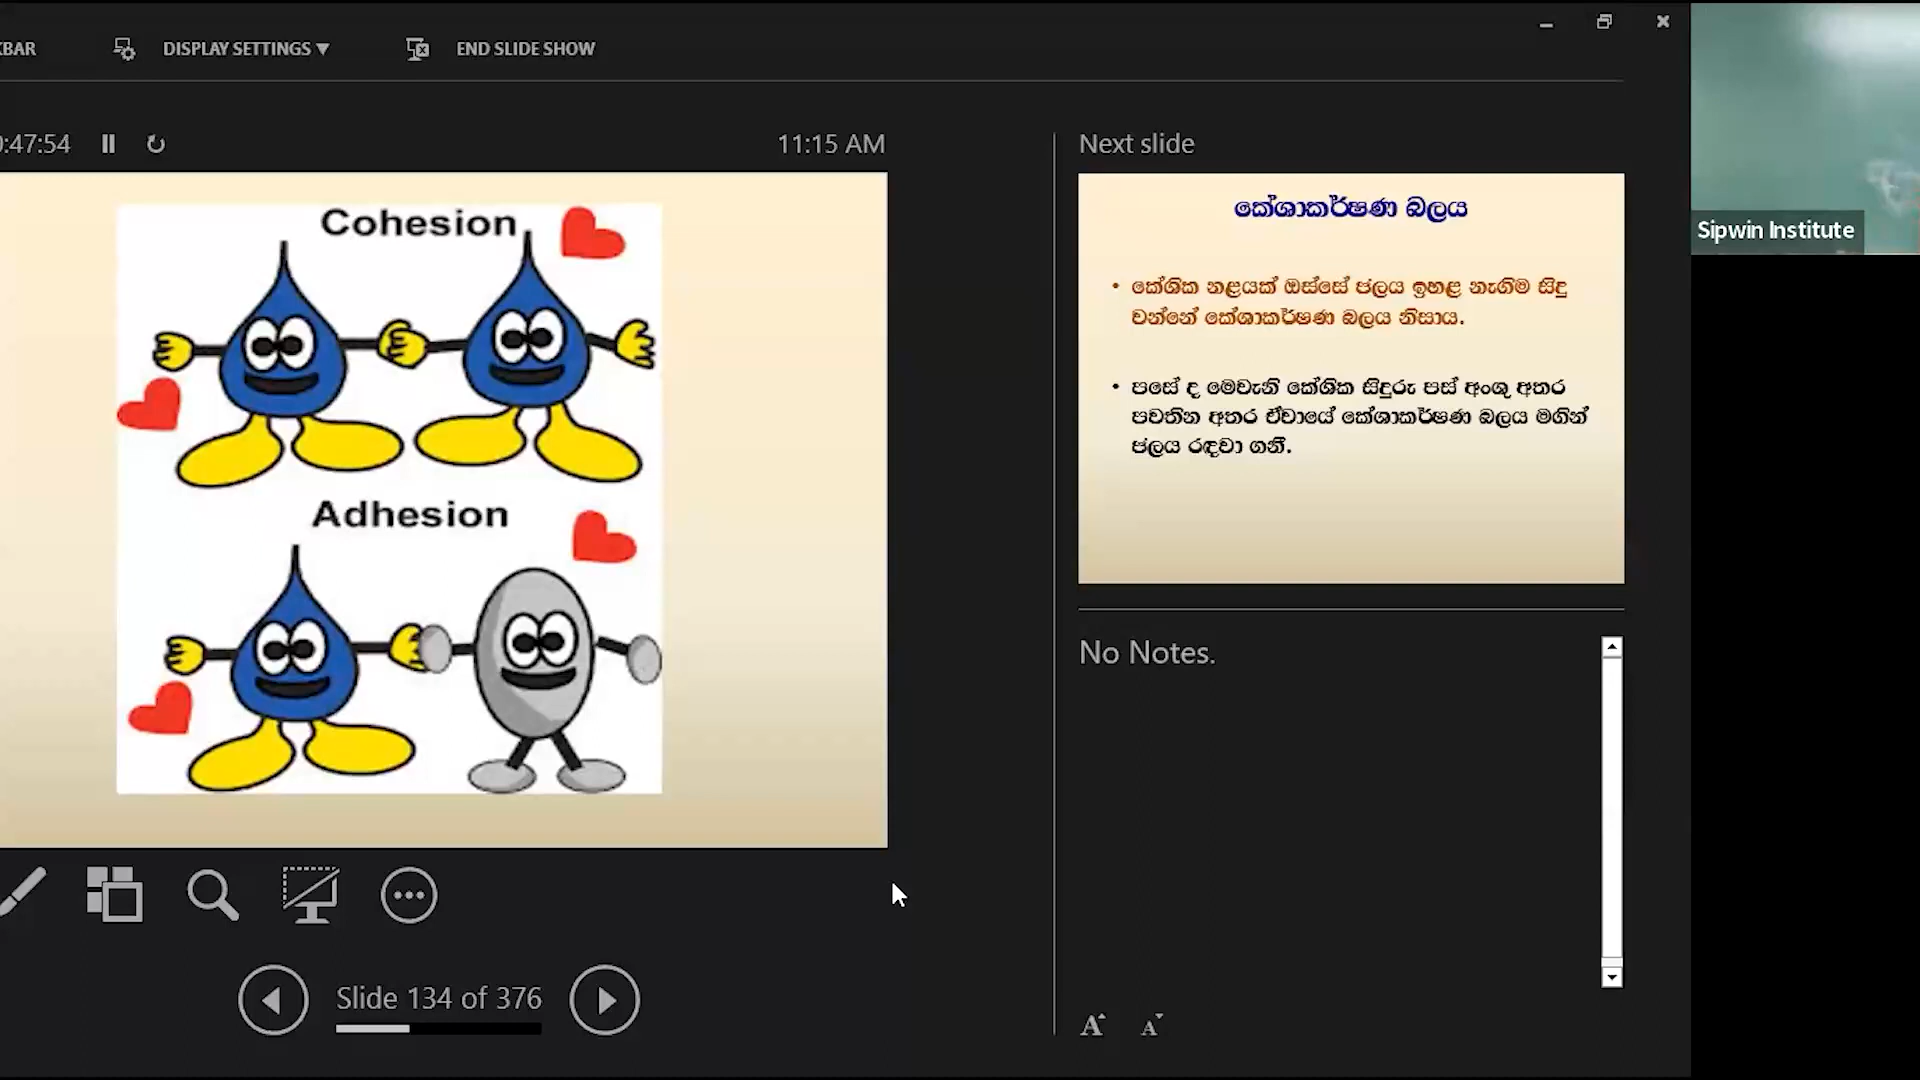 DISPLAY SETTINGS ▼
END SLIDE SHOW
:47:54
11:15 AM
Next slide
Sipwin Institute
Cohesion
Adhesion
කේශාකර්ෂණ බලය
• කේශික නළයක් ඔස්සේ ජලය ඉහළ නැගීම සිදු
වන්නේ කේශාකර්ෂණ බලය නිසාය.
• පසේ ද මෙවැනි කේශික සිදුරු පස් අංශු අතර
පවතින අතර ඒවායේ කේශාකර්ෂණ බලය මගින්
ජලය රඳවා ගනී.
No Notes.
Slide 134 of 376